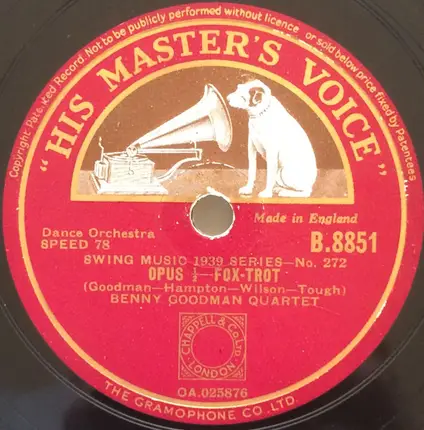 Copyright: Patented Record. Not to be publicly performed without licence or sold below price fixed by Patentees
"HIS MASTER'S VOICE"
Made in England
Dance Orchestra
SPEED 78
B.8851
SWING MUSIC 1939 SERIES—No. 272
OPUS ½—FOX-TROT
(Goodman—Hampton—Wilson—Tough)
BENNY GOODMAN QUARTET
CHAPPELL & Co LTD
LONDON
OA.025876
THE GRAMOPHONE CO. LTD.